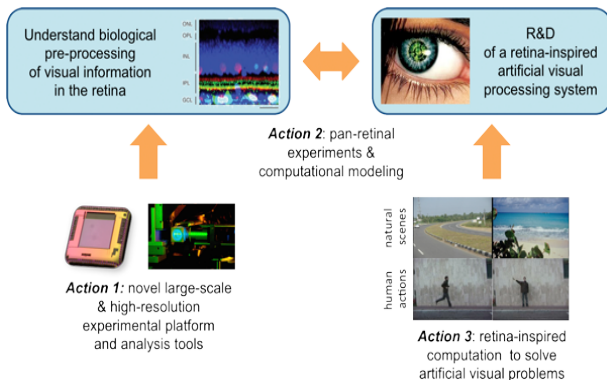 Understand biological
pre-processing
of visual information
in the retina
ONL
OPL
INL
IPL
GCL
R&D
of a retina-inspired
artificial visual
processing system
Action 2: pan-retinal
experiments &
computational modeling
natural
scenes
human
actions
Action 1: novel large-scale
& high-resolution
experimental platform
and analysis tools
Action 3: retina-inspired
computation to solve
artificial visual problems